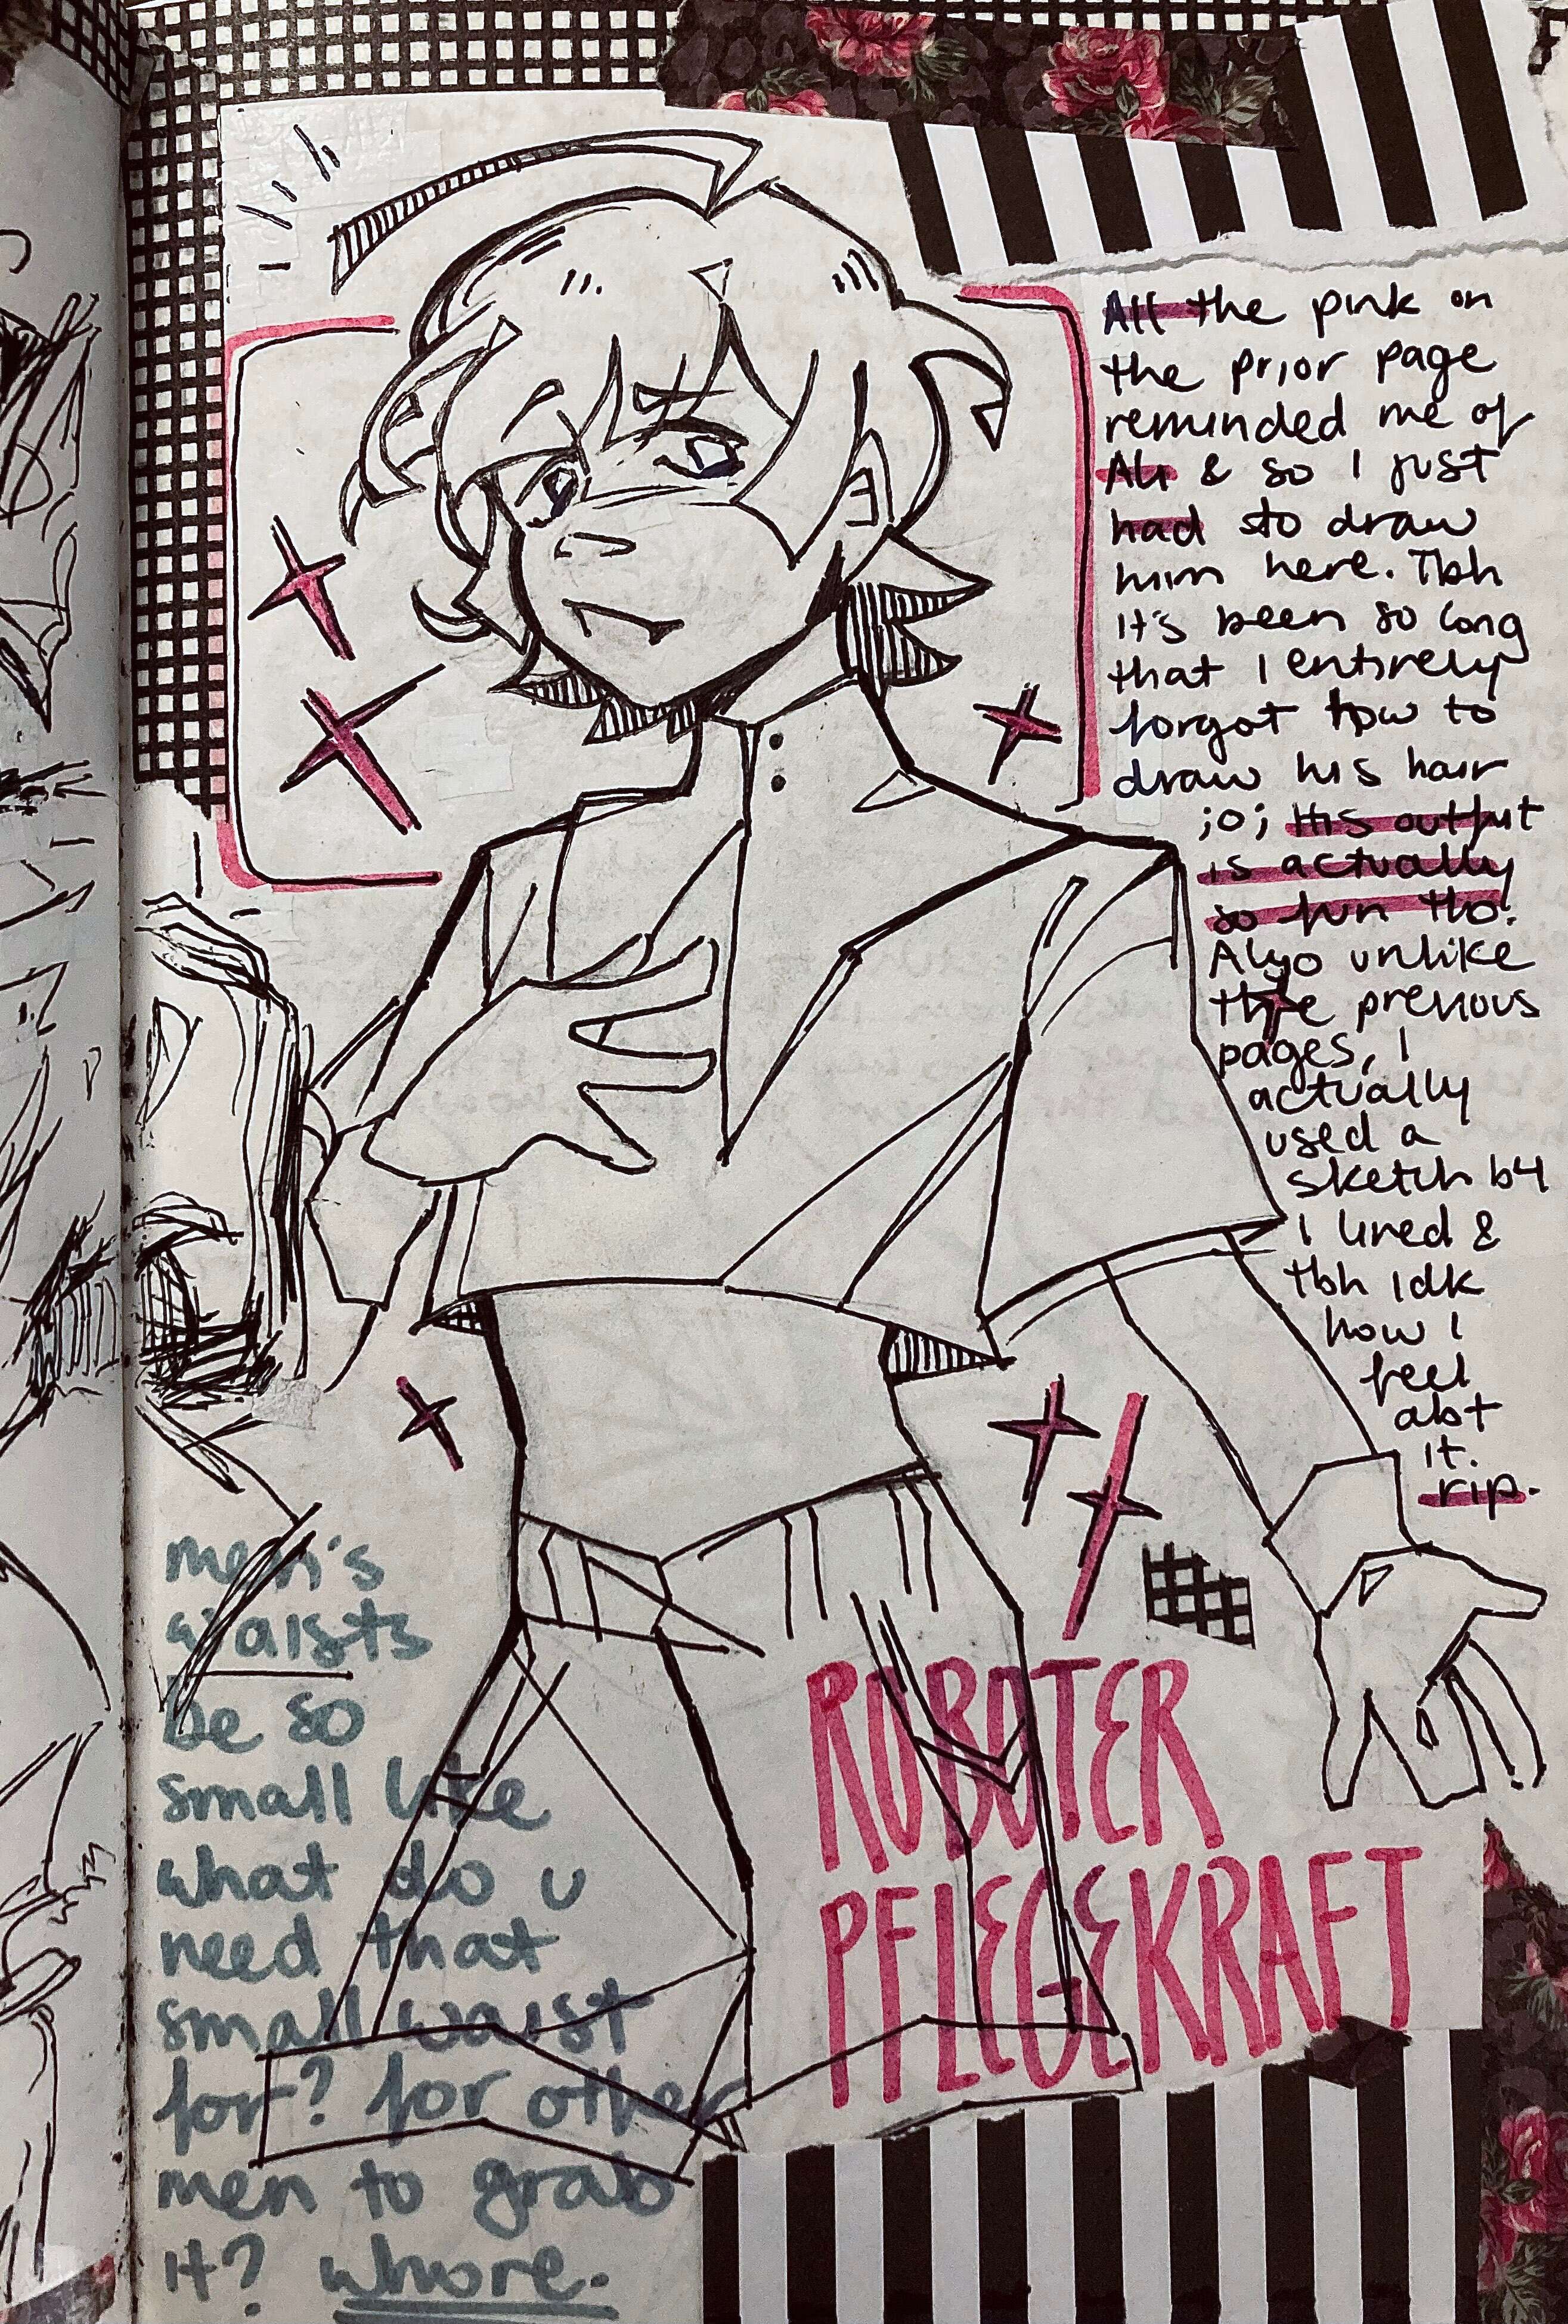 All the pink on
the prior page
reminded me of
Ali & so I just
had to draw
him here. Tbh
it's been so long
that I entirely
forgot how to
draw his hair
;o; His outfit
is actually
so fun tho.
Also unlike
the previous
pages, I
actually
used a
sketch b4
I lined &
tbh idk
how I
feel
abt
it.
rip.
men's
waists
be so
small like
what do u
need that
small waist
for? for other
men to grab
it? whore.
ROBOTER
PFLEGEKRAFT